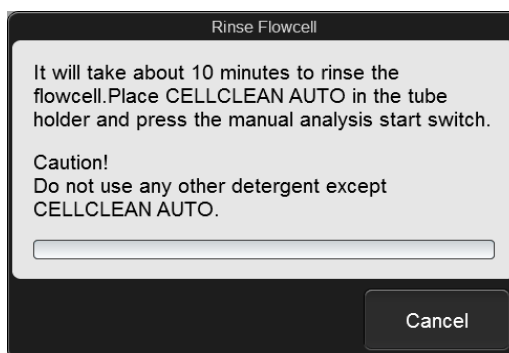 Rinse Flowcell
It will take about 10 minutes to rinse the
flowcell.Place CELLCLEAN AUTO in the tube
holder and press the manual analysis start switch.
Caution!
Do not use any other detergent except
CELLCLEAN AUTO.
Cancel